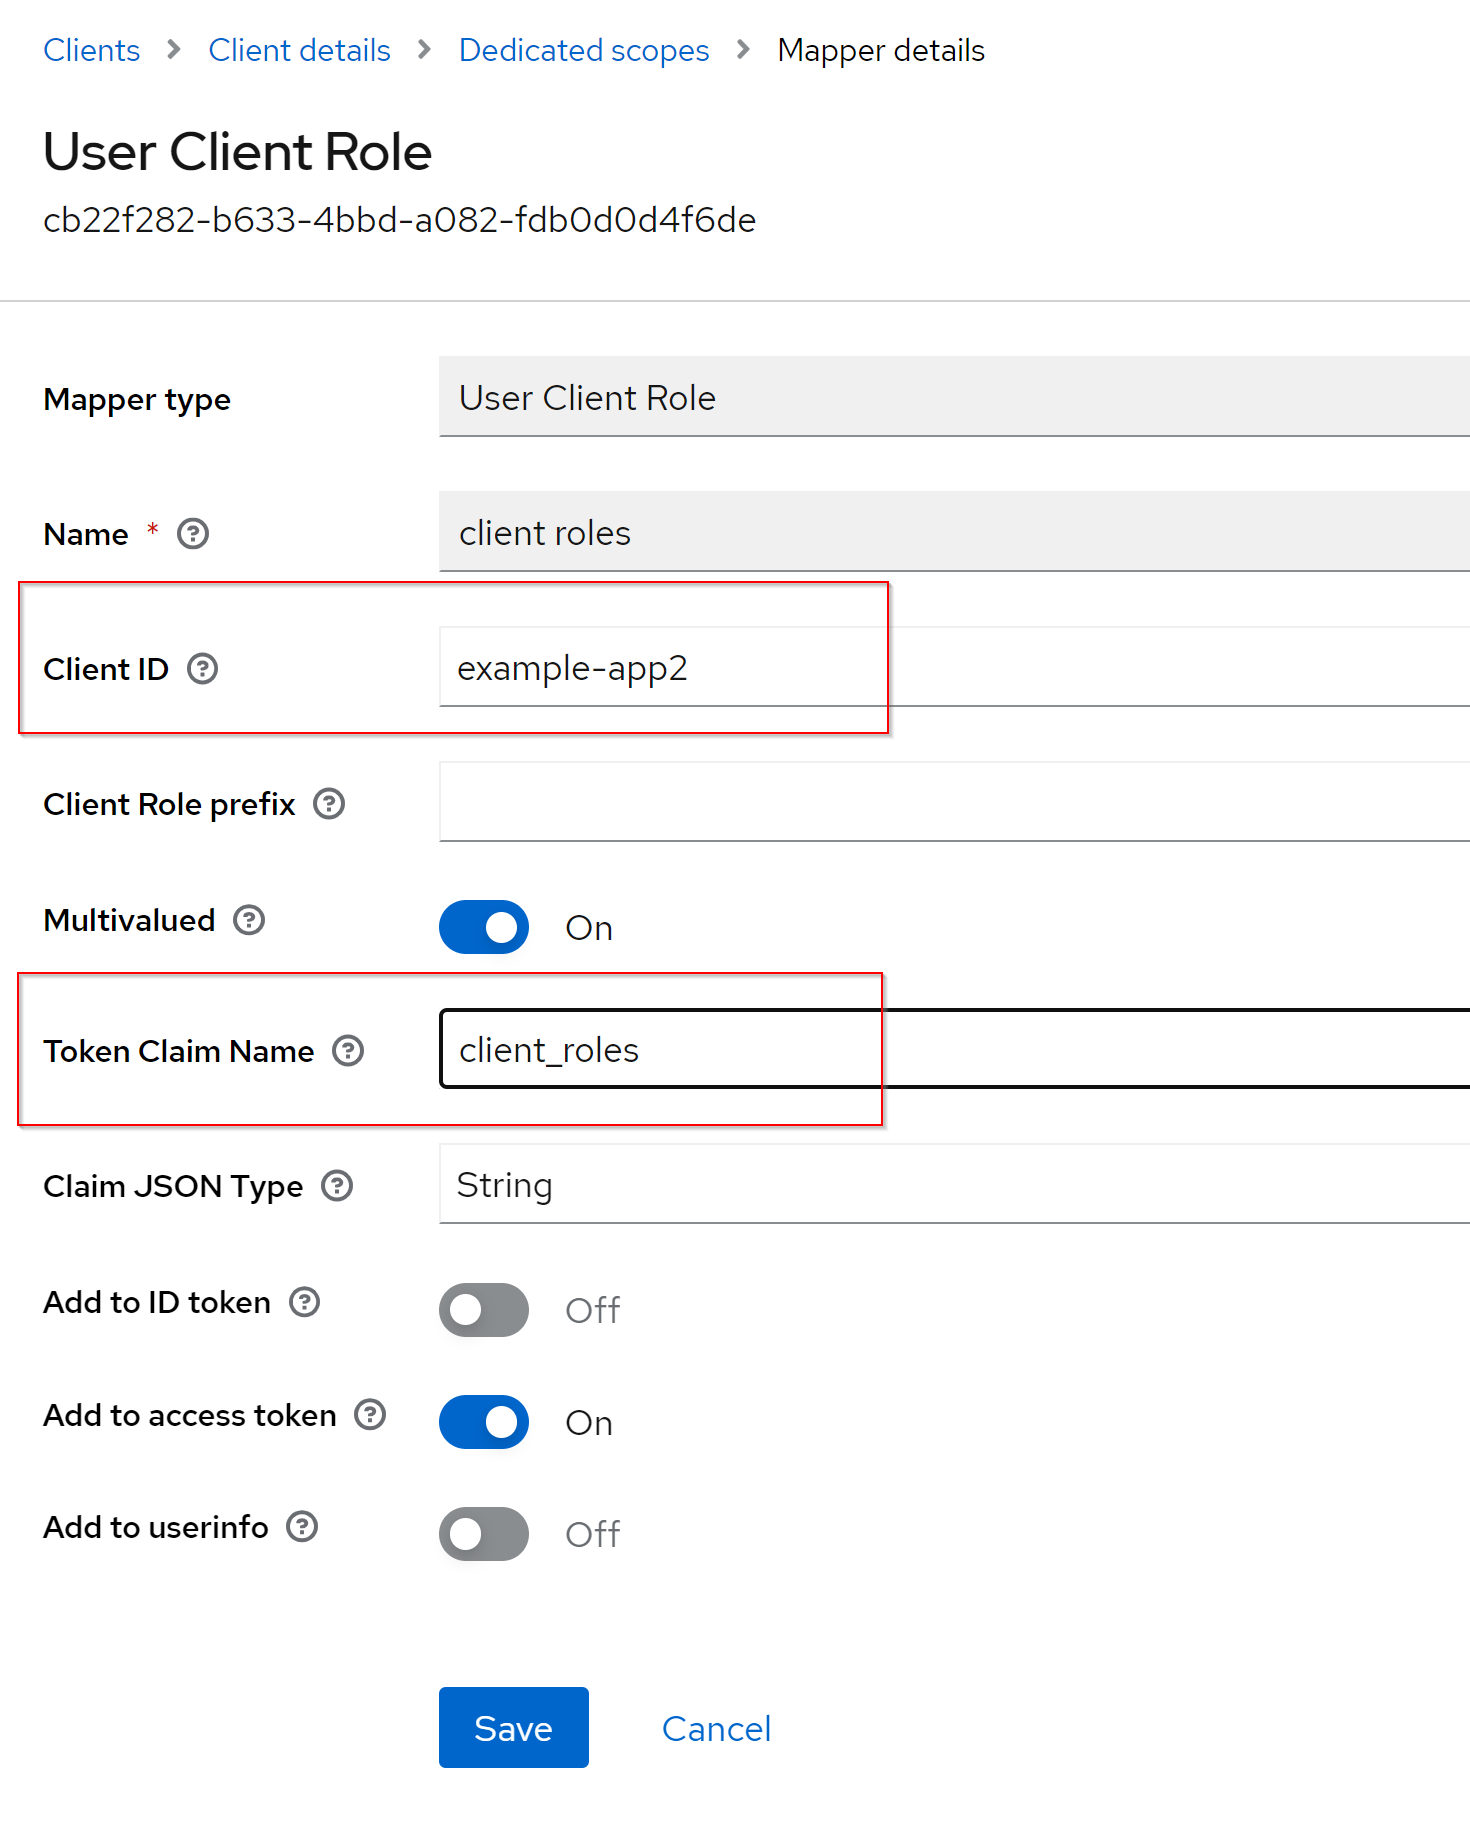 Clients > Client details > Dedicated scopes > Mapper details
User Client Role
cb22f282-b633-4bbd-a082-fdb0d0d4f6de
Mapper type User Client Role
Name * client roles
Client ID example-app2
Client Role prefix
Multivalued On
Token Claim Name client_roles
Claim JSON Type String
Add to ID token Off
Add to access token On
Add to userinfo Off
Save Cancel